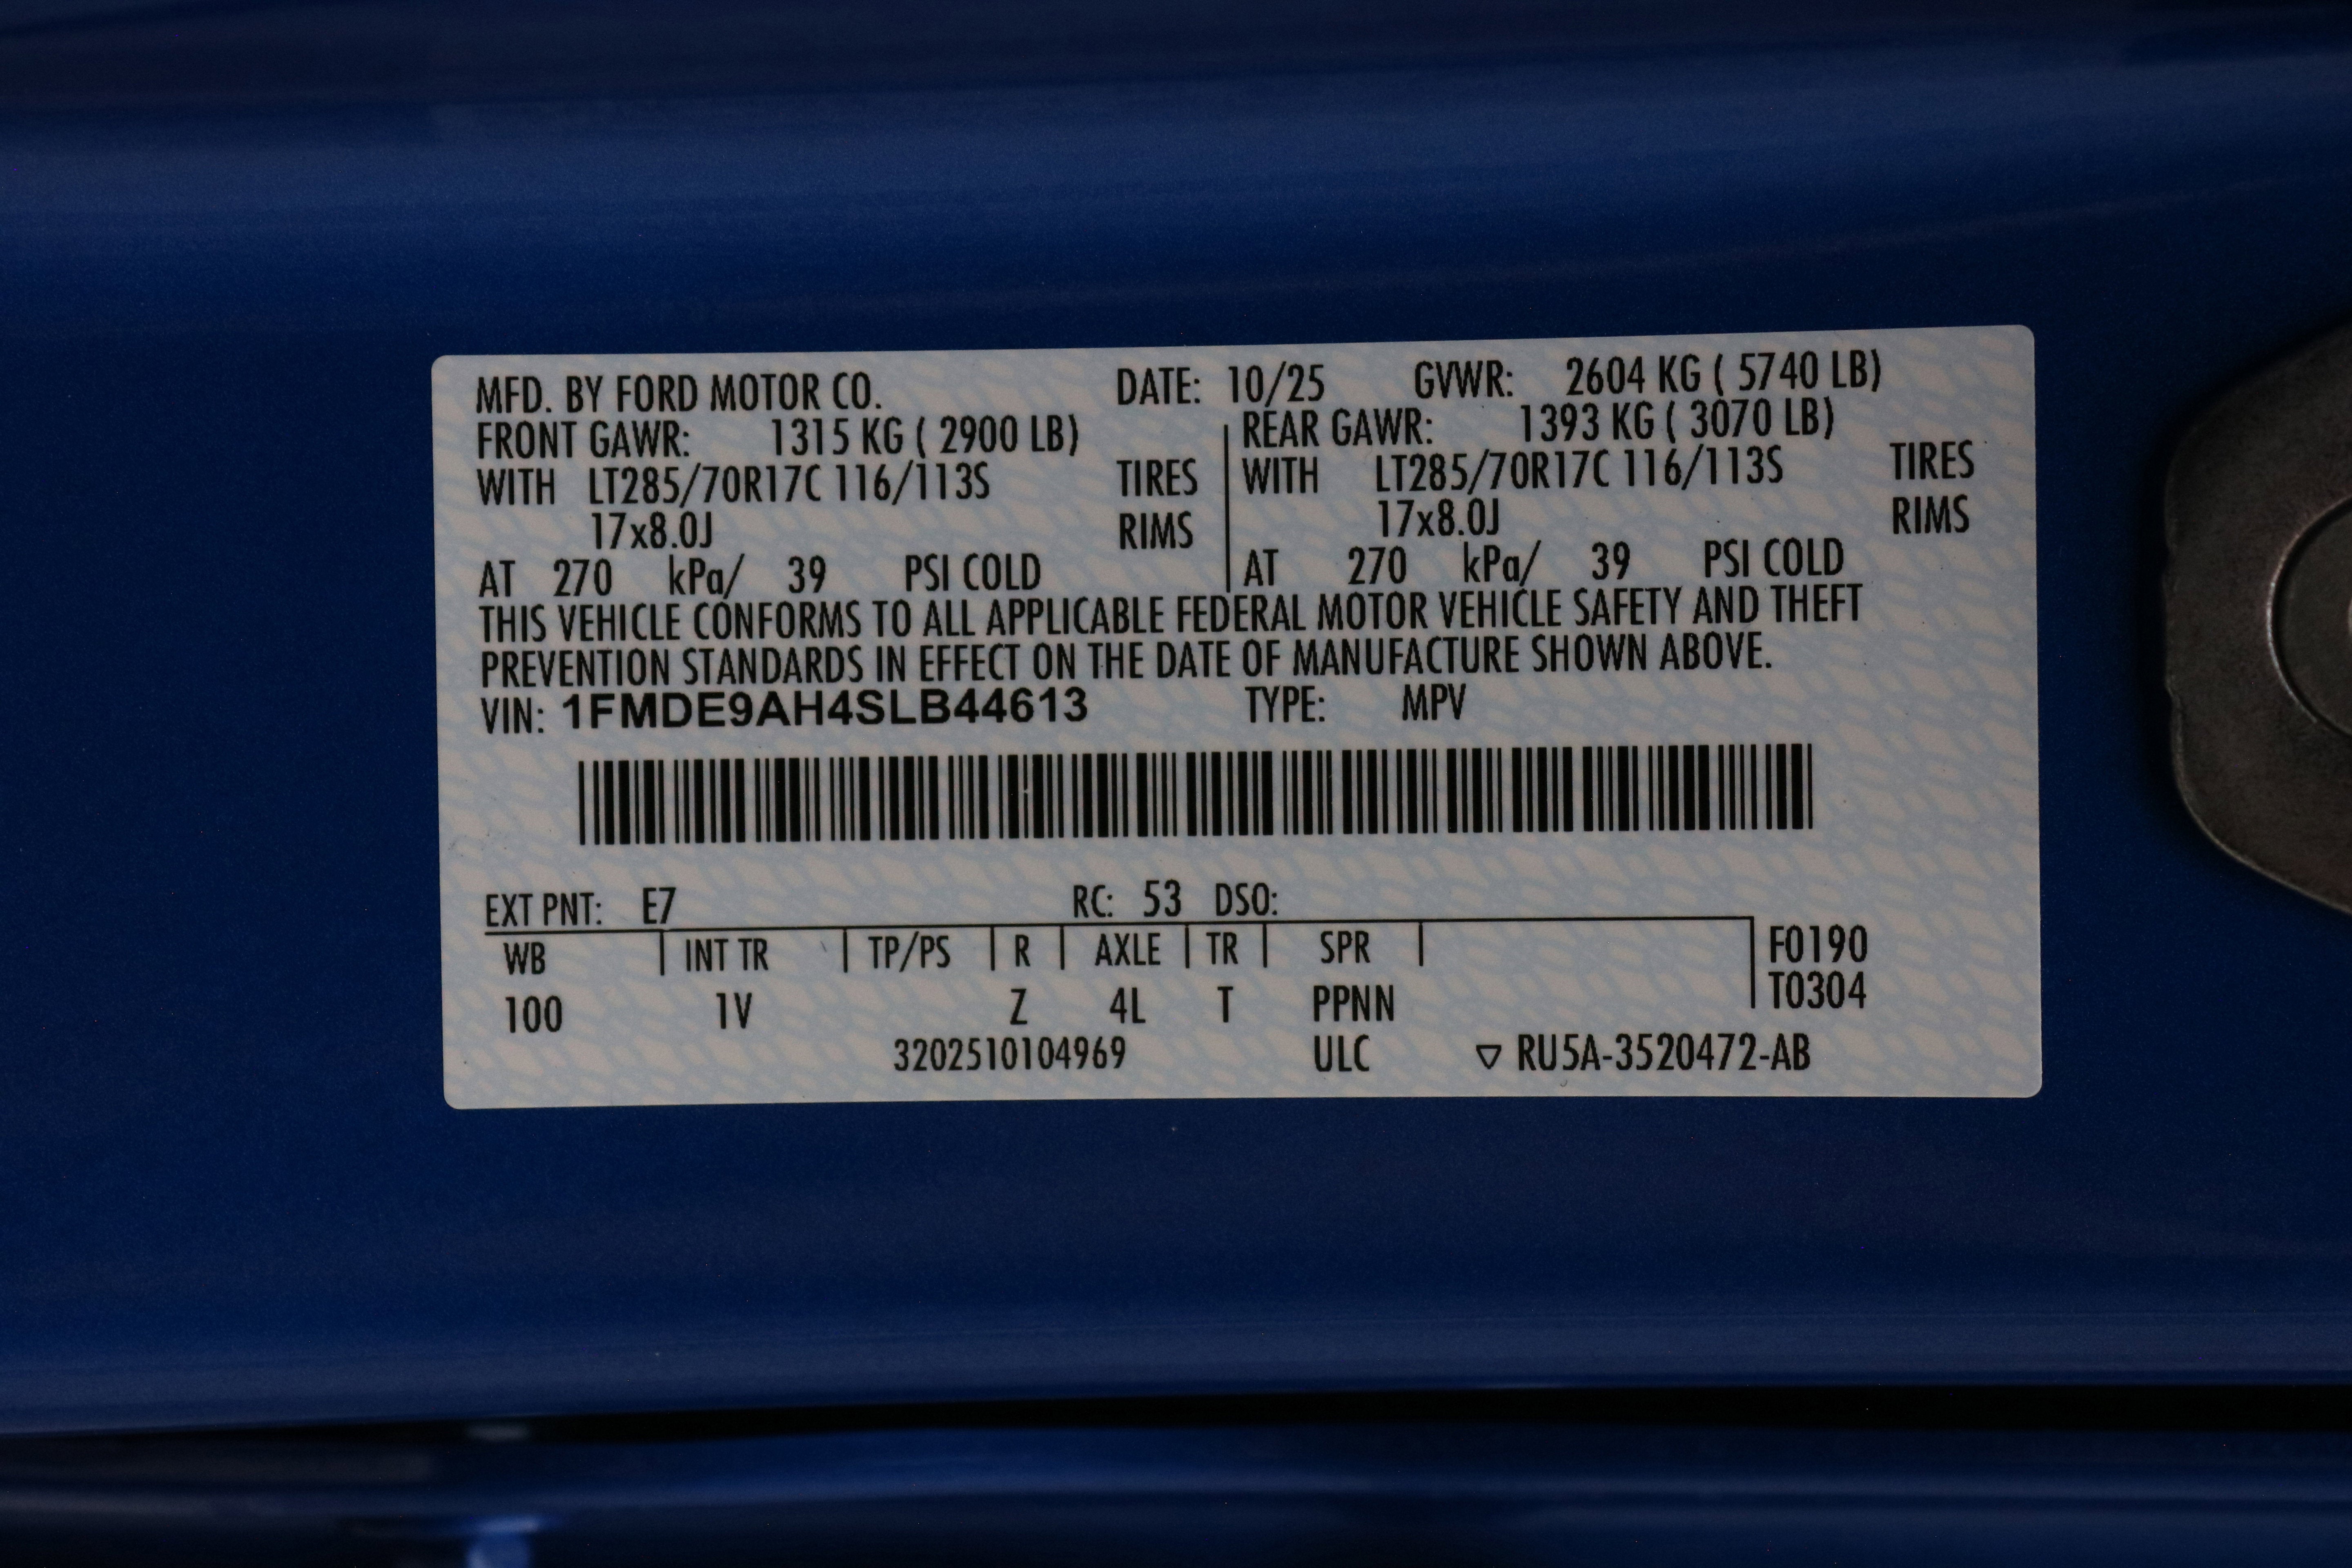 MFD. BY FORD MOTOR CO. DATE: 10/25 GVWR: 2604 KG ( 5740 LB)
FRONT GAWR: 1315 KG ( 2900 LB) REAR GAWR: 1393 KG ( 3070 LB)
WITH LT285/70R17C 116/113S TIRES WITH LT285/70R17C 116/113S TIRES
17x8.0J RIMS 17x8.0J RIMS
AT 270 kPa/ 39 PSI COLD AT 270 kPa/ 39 PSI COLD
THIS VEHICLE CONFORMS TO ALL APPLICABLE FEDERAL MOTOR VEHICLE SAFETY AND THEFT
PREVENTION STANDARDS IN EFFECT ON THE DATE OF MANUFACTURE SHOWN ABOVE.
VIN: 1FMDE9AH4SLB44613 TYPE: MPV
EXT PNT: E7 RC: 53 DSO:
WB INT TR TP/PS R AXLE TR SPR F0190
100 1V Z 4L T PPNN T0304
3202510104969 ULC ▽ RU5A-3520472-AB